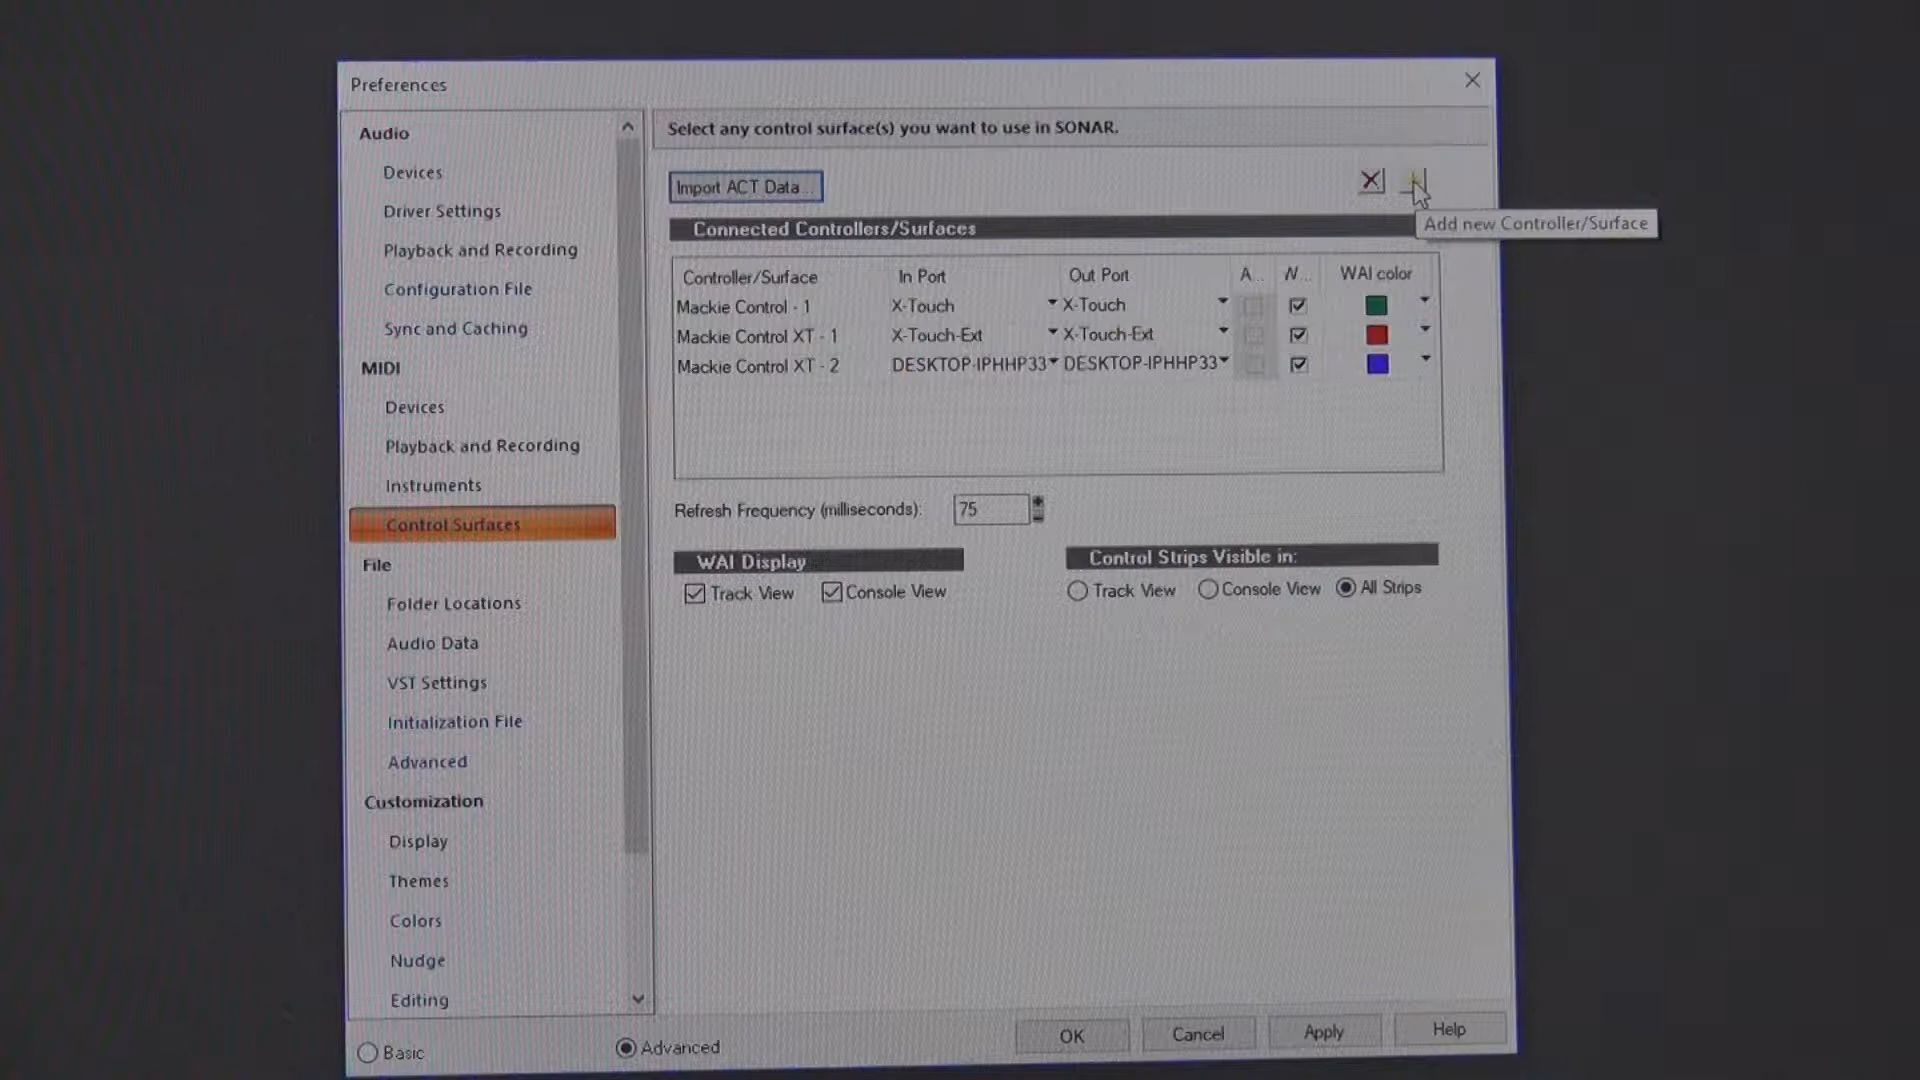 Preferences
Audio
Devices
Driver Settings
Playback and Recording
Configuration File
Sync and Caching
MIDI
Devices
Playback and Recording
Instruments
Control Surfaces
File
Folder Locations
Audio Data
VST Settings
Initialization File
Advanced
Customization
Display
Themes
Colors
Nudge
Editing
Basic
Advanced
Select any control surface(s) you want to use in SONAR.
Import ACT Data...
Add new Controller/Surface
Connected Controllers/Surfaces
Controller/Surface In Port Out Port A... W... WAI color
Mackie Control - 1 X-Touch X-Touch
Mackie Control XT - 1 X-Touch-Ext X-Touch-Ext
Mackie Control XT - 2 DESKTOP-IPHHP33 DESKTOP-IPHHP33
Refresh Frequency (milliseconds): 75
WAI Display
Track View Console View
Control Strips Visible in:
Track View Console View All Strips
OK Cancel Apply Help